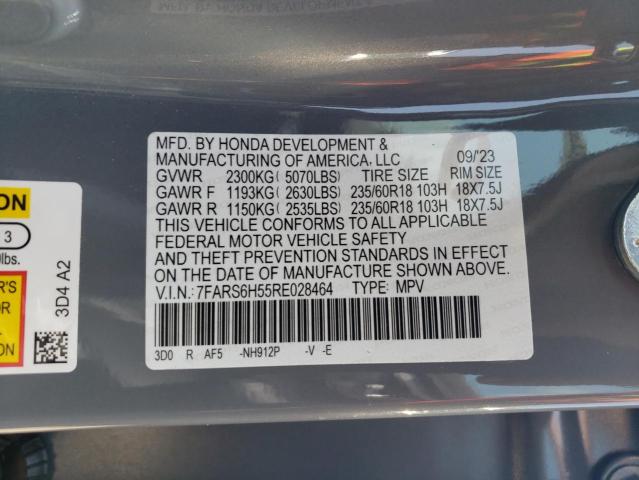 MFD. BY HONDA DEVELOPMENT &
MANUFACTURING OF AMERICA, LLC 09/'23
GVWR 2300KG( 5070LBS) TIRE SIZE RIM SIZE
GAWR F 1193KG( 2630LBS) 235/60R18 103H 18X7.5J
GAWR R 1150KG( 2535LBS) 235/60R18 103H 18X7.5J
THIS VEHICLE CONFORMS TO ALL APPLICABLE
FEDERAL MOTOR VEHICLE SAFETY
AND THEFT PREVENTION STANDARDS IN EFFECT
ON THE DATE OF MANUFACTURE SHOWN ABOVE.
V.I.N.: 7FARS6H55RE028464 TYPE: MPV
3D0 R AF5 -NH912P -V -E
ON
3
lbs.
R'S
3D4 A2